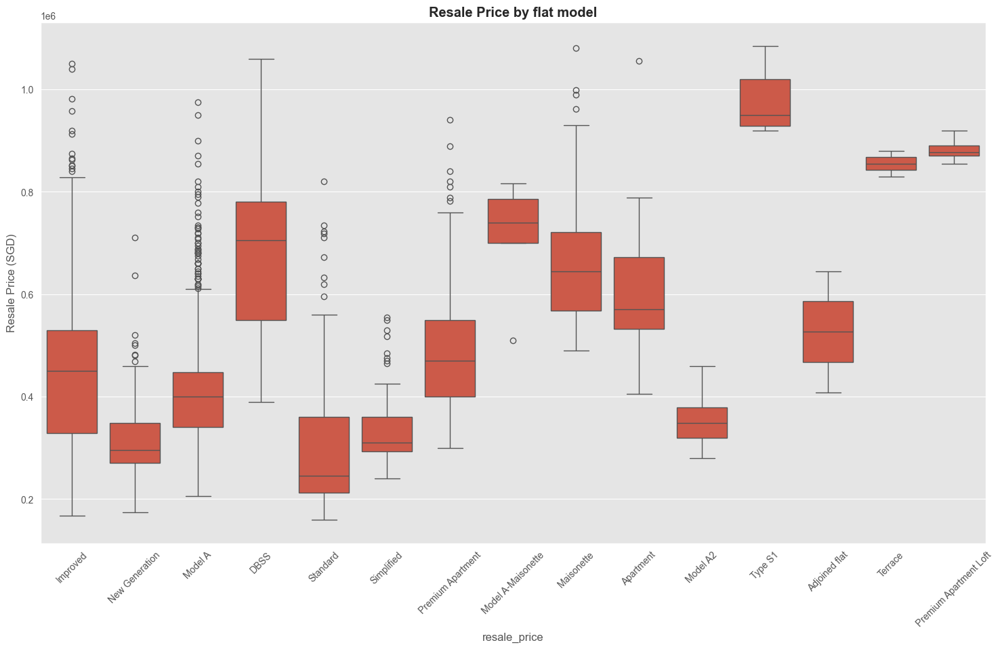 Resale Price by flat model
1e6
1.0
0.8
0.6
0.4
0.2
Resale Price (SGD)
Improved
New Generation
Model A
DBSS
Standard
Simplified
Premium Apartment
Model A-Maisonette
Maisonette
Apartment
Model A2
Type S1
Adjoined flat
Terrace
Premium Apartment Loft
resale_price